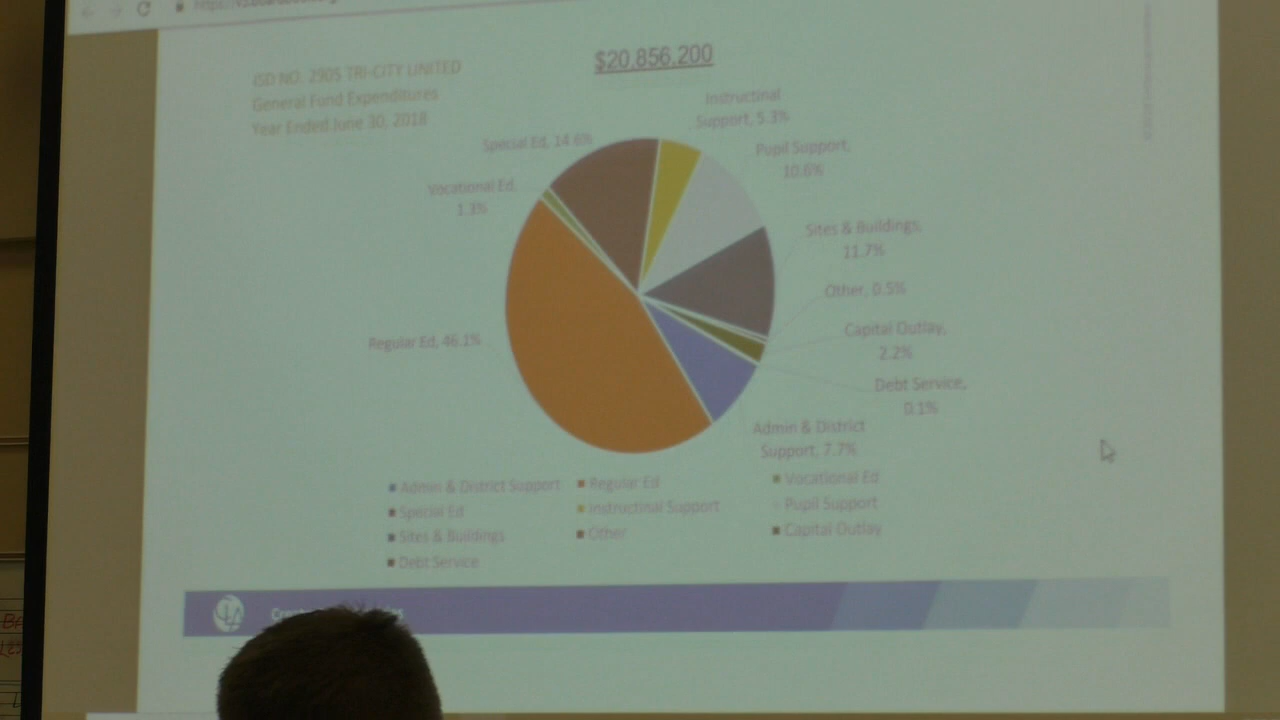 $20,856,200
ISD NO. 2905 TRI-CITY UNITED
General Fund Expenditures
Year Ended June 30, 2018
Instructinal
Support, 5.3%
Special Ed, 14.6%
Pupil Support,
10.6%
Vocational Ed,
1.3%
Sites & Buildings,
11.7%
Other, 0.5%
Regular Ed, 46.1%
Capital Outlay,
2.2%
Debt Service,
0.1%
Admin & District
Support, 7.7%
Admin & District Support
Regular Ed
Vocational Ed
Special Ed
Instructinal Support
Pupil Support
Sites & Buildings
Other
Capital Outlay
Debt Service